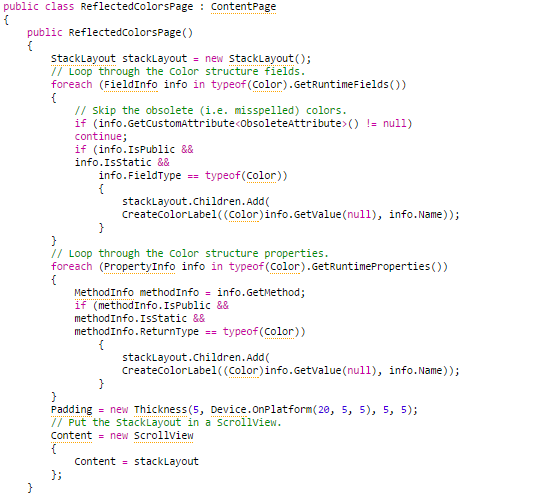 public class ReflectedColorsPage : ContentPage
{
    public ReflectedColorsPage()
    {
        StackLayout stackLayout = new StackLayout();
        // Loop through the Color structure fields.
        foreach (FieldInfo info in typeof(Color).GetRuntimeFields())
        {
            // Skip the obsolete (i.e. misspelled) colors.
            if (info.GetCustomAttribute<ObsoleteAttribute>() != null)
            continue;
            if (info.IsPublic &&
            info.IsStatic &&
                info.FieldType == typeof(Color))
                {
                    stackLayout.Children.Add(
                    CreateColorLabel((Color)info.GetValue(null), info.Name));
                }
        }
        // Loop through the Color structure properties.
        foreach (PropertyInfo info in typeof(Color).GetRuntimeProperties())
        {
            MethodInfo methodInfo = info.GetMethod;
            if (methodInfo.IsPublic &&
            methodInfo.IsStatic &&
            methodInfo.ReturnType == typeof(Color))
                {
                    stackLayout.Children.Add(
                    CreateColorLabel((Color)info.GetValue(null), info.Name));
                }
        }
        Padding = new Thickness(5, Device.OnPlatform(20, 5, 5), 5, 5);
        // Put the StackLayout in a ScrollView.
        Content = new ScrollView
        {
            Content = stackLayout
        };
    }